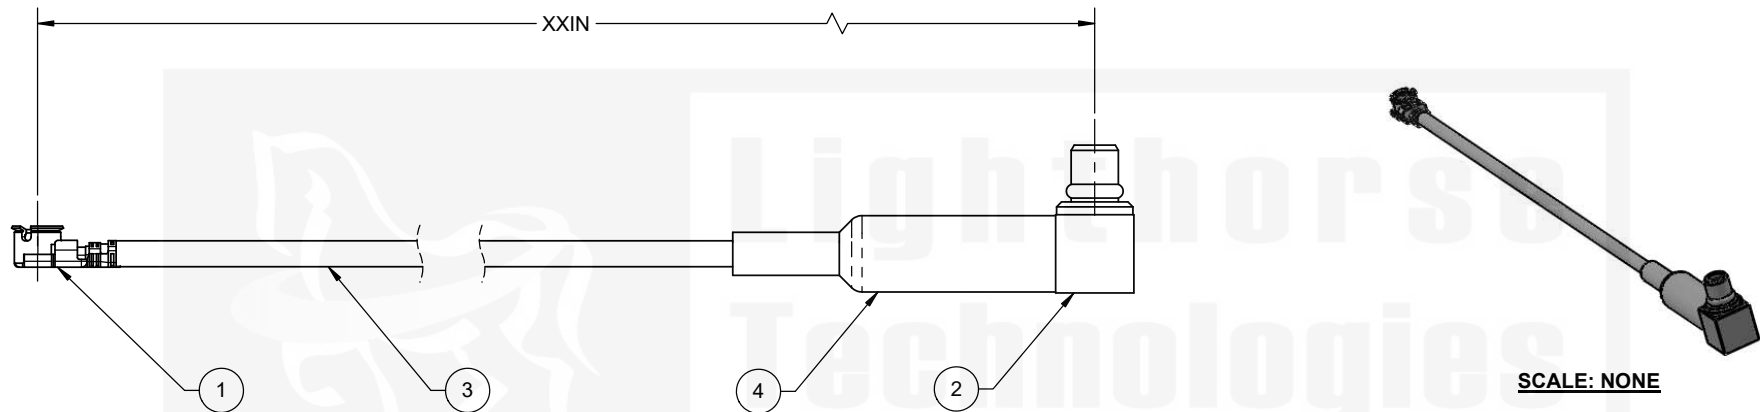 XXIN
Lighthorse
Technologies
1
3
4
2
SCALE: NONE